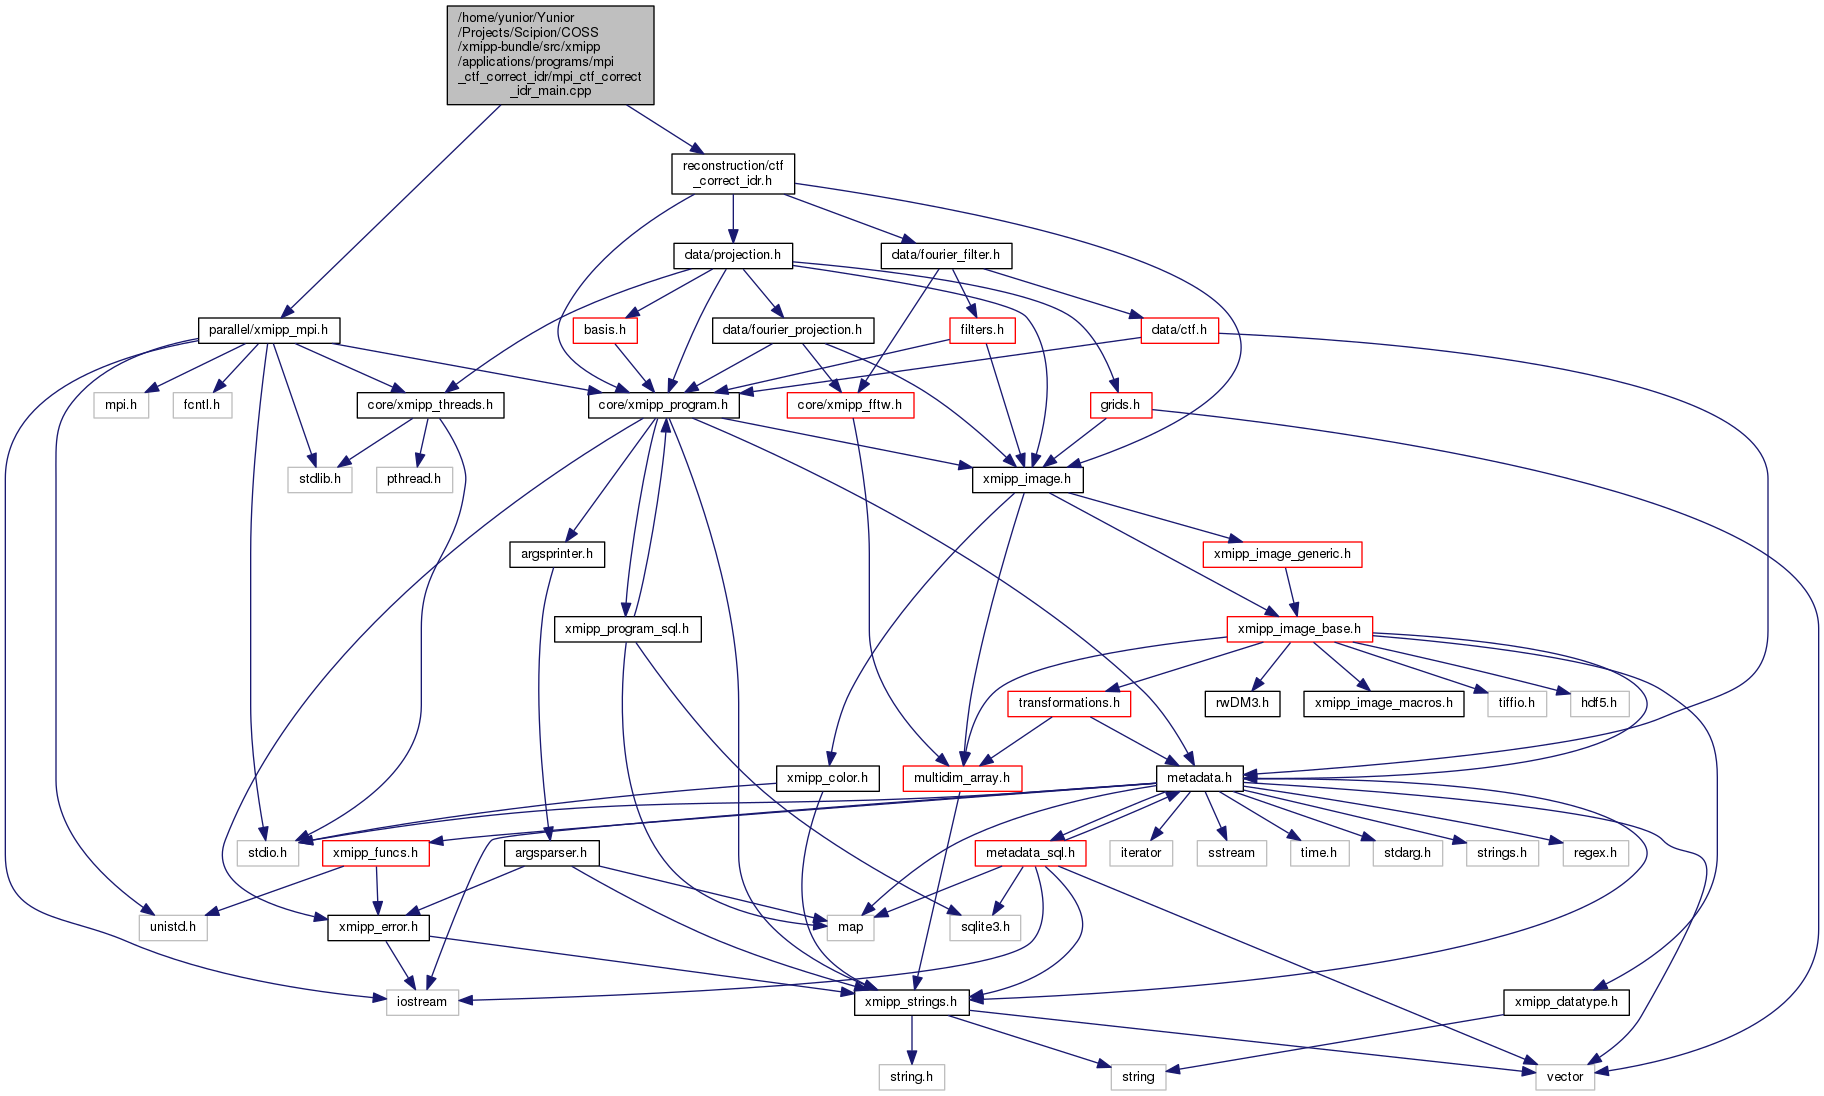 /home/yunior/Yunior
/Projects/Scipion/COSS
/xmipp-bundle/src/xmipp
/applications/programs/mpi
_ctf_correct_idr/mpi_ctf_correct
_idr_main.cpp
reconstruction/ctf
_correct_idr.h
data/projection.h
data/fourier_filter.h
parallel/xmipp_mpi.h
basis.h
data/fourier_projection.h
filters.h
data/ctf.h
mpi.h
fcntl.h
core/xmipp_threads.h
core/xmipp_program.h
core/xmipp_fftw.h
grids.h
stdlib.h
pthread.h
xmipp_image.h
argsprinter.h
xmipp_image_generic.h
xmipp_program_sql.h
xmipp_image_base.h
transformations.h
rwDM3.h
xmipp_image_macros.h
tiffio.h
hdf5.h
xmipp_color.h
multidim_array.h
metadata.h
stdio.h
xmipp_funcs.h
argsparser.h
metadata_sql.h
iterator
sstream
time.h
stdarg.h
strings.h
regex.h
unistd.h
xmipp_error.h
map
sqlite3.h
iostream
xmipp_strings.h
xmipp_datatype.h
string.h
string
vector